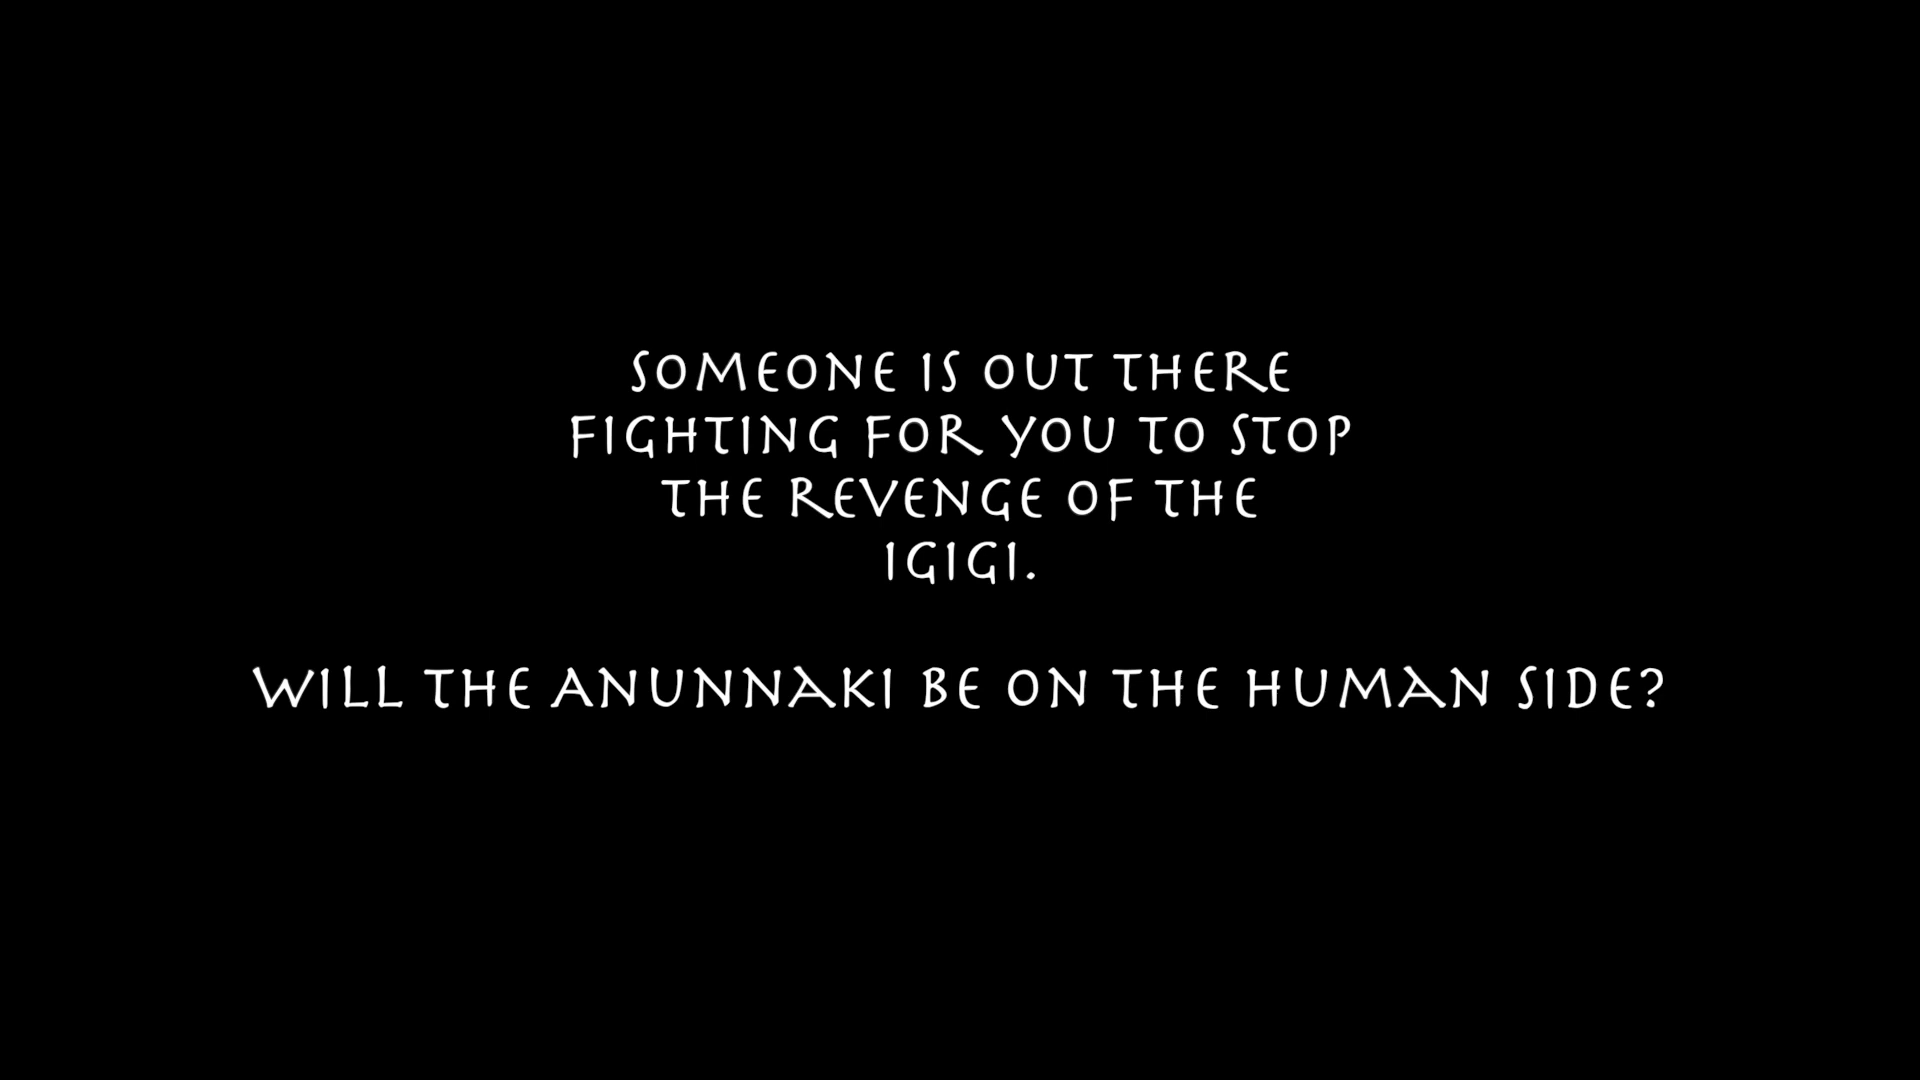 SOMEONE IS OUT THERE
FIGHTING FOR YOU TO STOP
THE REVENGE OF THE
IGIGI.
WILL THE ANUNNAKI BE ON THE HUMAN SIDE?